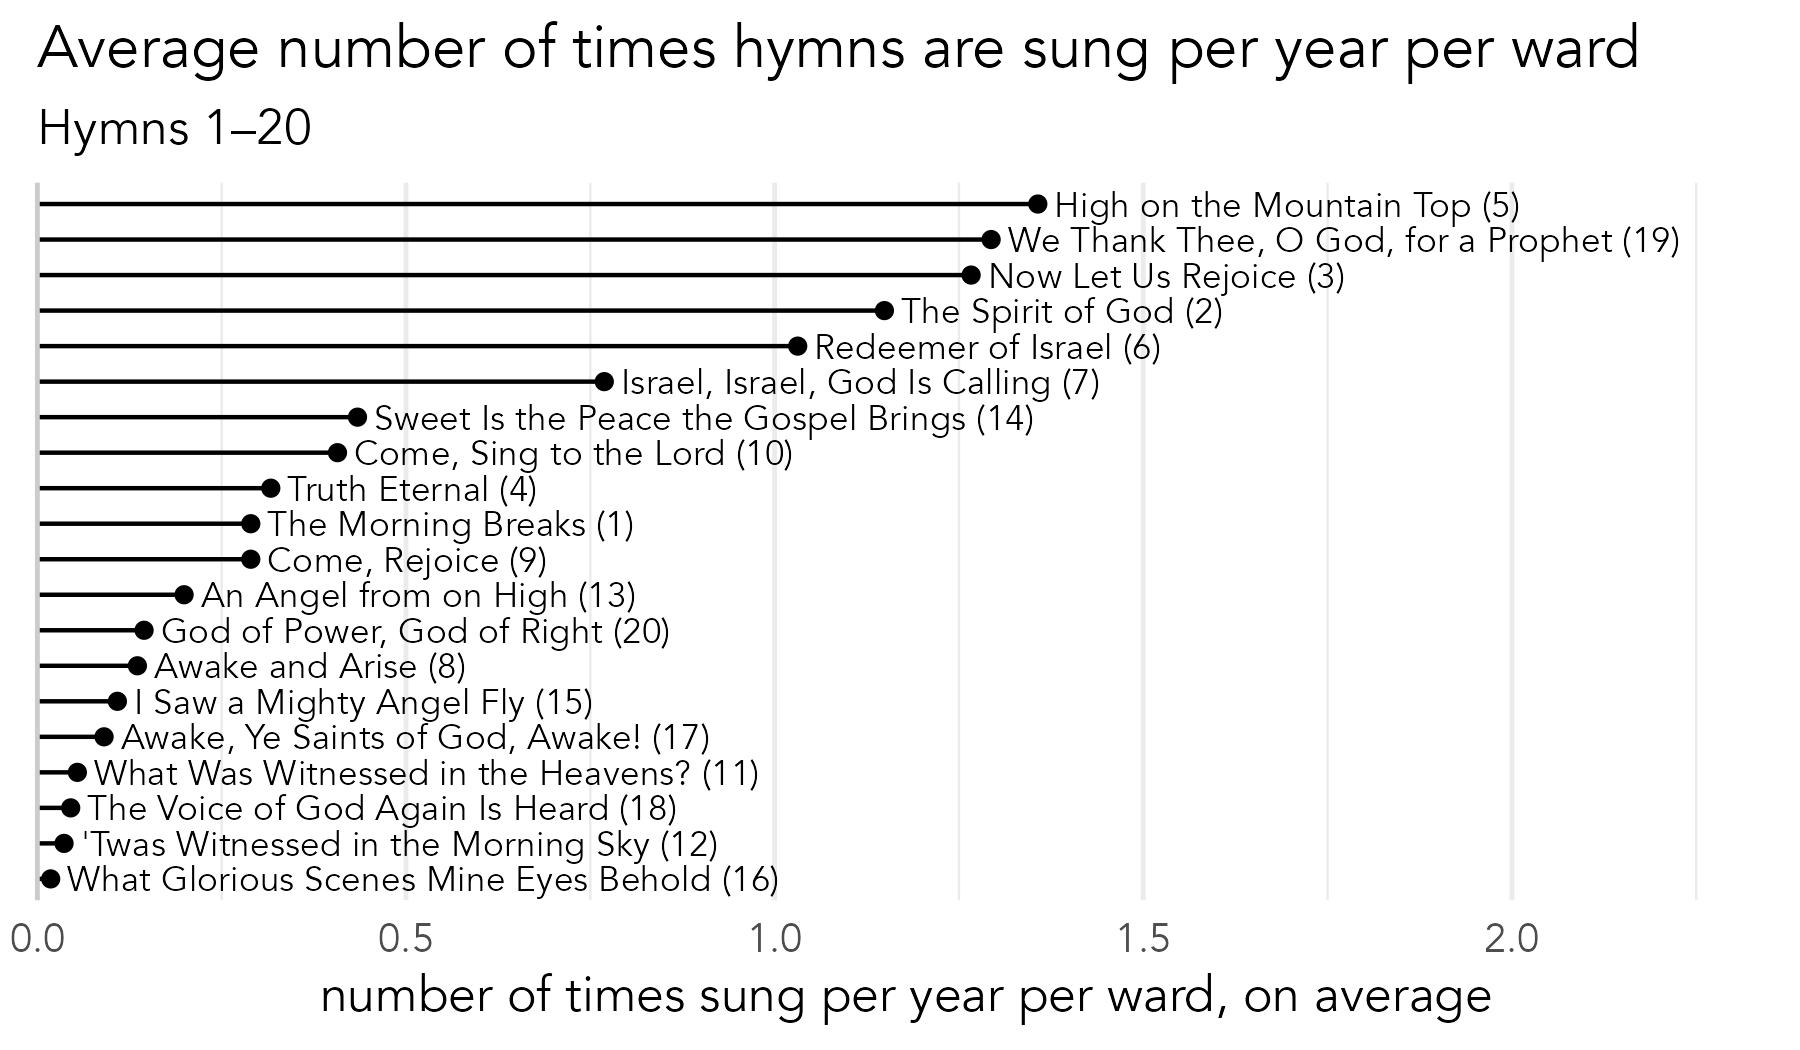 Average number of times hymns are sung per year per ward
Hymns 1–20
High on the Mountain Top (5)
We Thank Thee, O God, for a Prophet (19)
Now Let Us Rejoice (3)
The Spirit of God (2)
Redeemer of Israel (6)
Israel, Israel, God Is Calling (7)
Sweet Is the Peace the Gospel Brings (14)
Come, Sing to the Lord (10)
Truth Eternal (4)
The Morning Breaks (1)
Come, Rejoice (9)
An Angel from on High (13)
God of Power, God of Right (20)
Awake and Arise (8)
I Saw a Mighty Angel Fly (15)
Awake, Ye Saints of God, Awake! (17)
What Was Witnessed in the Heavens? (11)
The Voice of God Again Is Heard (18)
'Twas Witnessed in the Morning Sky (12)
What Glorious Scenes Mine Eyes Behold (16)
0.0 0.5 1.0 1.5 2.0
number of times sung per year per ward, on average